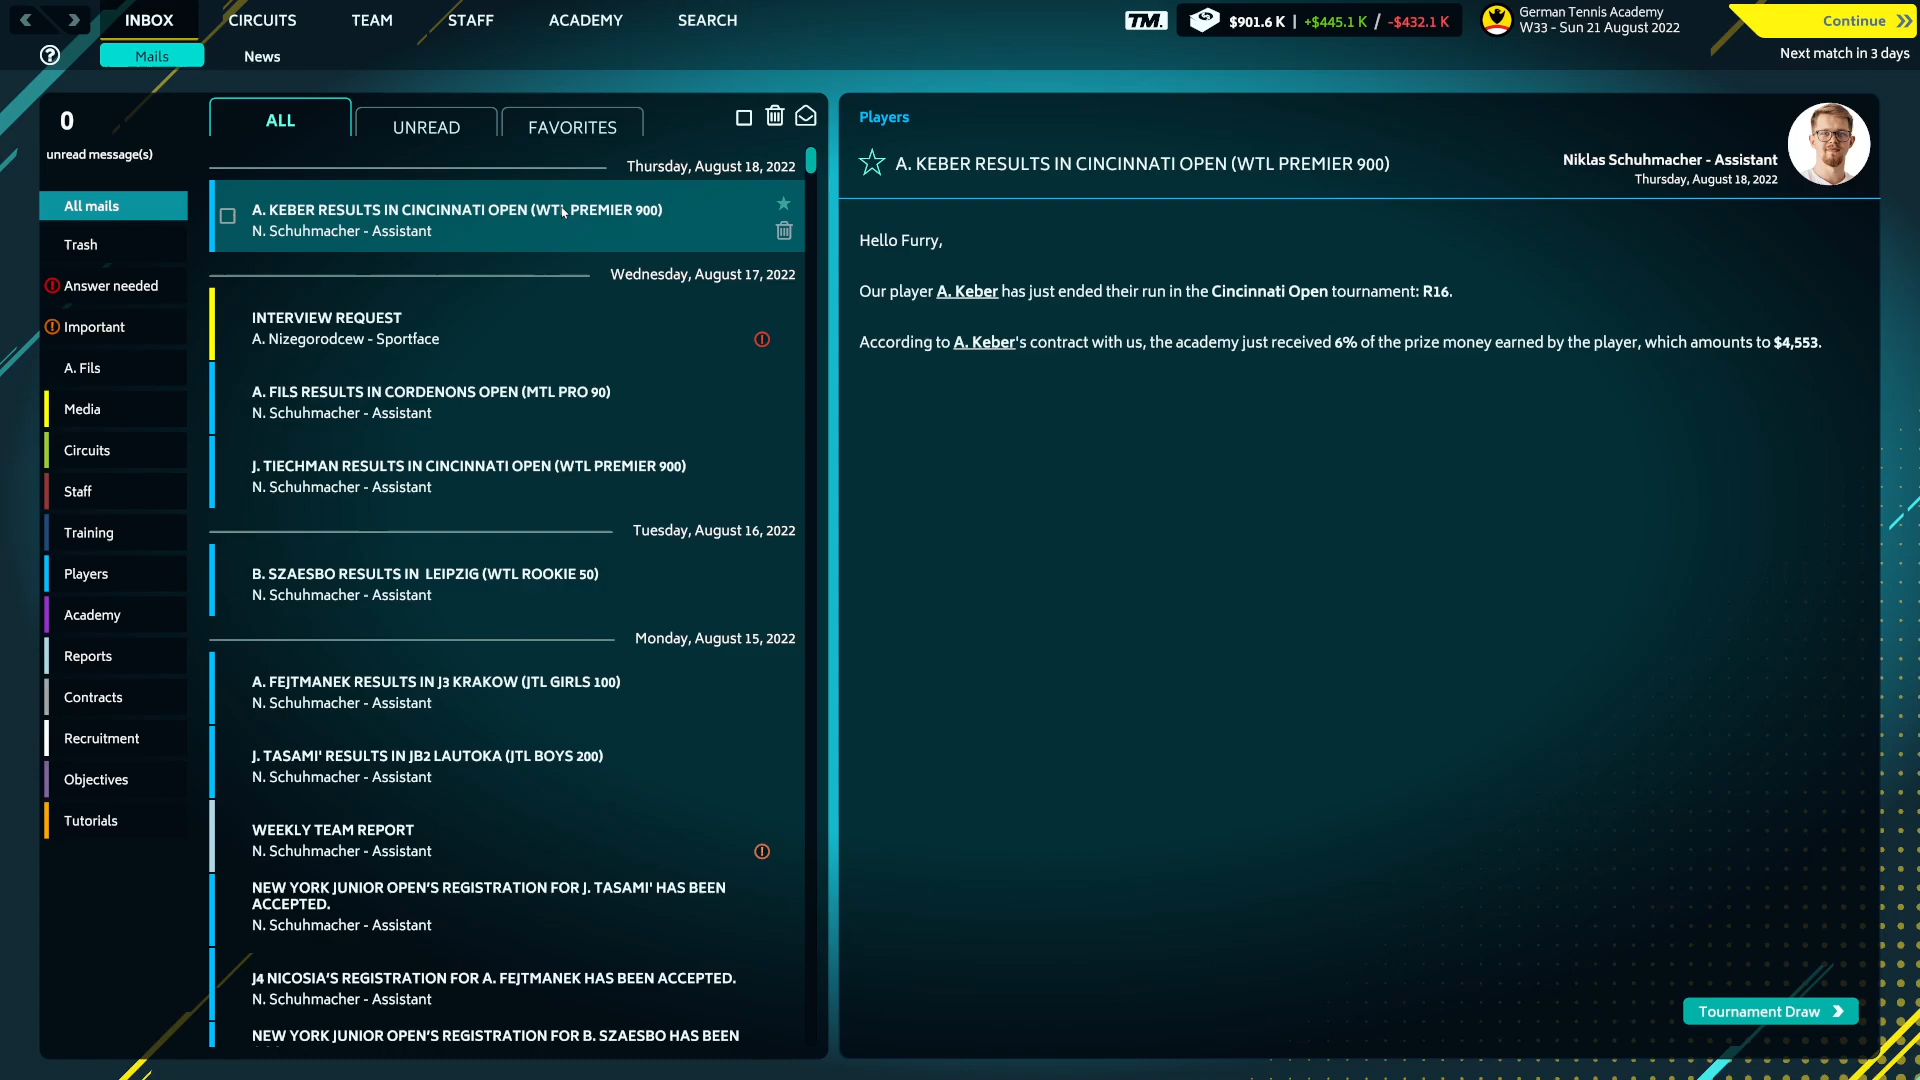 INBOX
CIRCUITS
TEAM
STAFF
ACADEMY
SEARCH
TM.
$901.6 K | +$445.1 K / -$432.1 K
German Tennis Academy
W33 - Sun 21 August 2022
Continue
Next match in 3 days
Mails
News
0
unread message(s)
All mails
Trash
Answer needed
Important
A. Fils
Media
Circuits
Staff
Training
Players
Academy
Reports
Contracts
Recruitment
Objectives
Tutorials
ALL
UNREAD
FAVORITES
Thursday, August 18, 2022
A. KEBER RESULTS IN CINCINNATI OPEN (WTL PREMIER 900)
N. Schuhmacher - Assistant
Wednesday, August 17, 2022
INTERVIEW REQUEST
A. Nizegorodcew - Sportface
A. FILS RESULTS IN CORDENONS OPEN (MTL PRO 90)
N. Schuhmacher - Assistant
J. TIECHMAN RESULTS IN CINCINNATI OPEN (WTL PREMIER 900)
N. Schuhmacher - Assistant
Tuesday, August 16, 2022
B. SZAESBO RESULTS IN LEIPZIG (WTL ROOKIE 50)
N. Schuhmacher - Assistant
Monday, August 15, 2022
A. FEJTMANEK RESULTS IN J3 KRAKOW (JTL GIRLS 100)
N. Schuhmacher - Assistant
J. TASAMI' RESULTS IN JB2 LAUTOKA (JTL BOYS 200)
N. Schuhmacher - Assistant
WEEKLY TEAM REPORT
N. Schuhmacher - Assistant
NEW YORK JUNIOR OPEN'S REGISTRATION FOR J. TASAMI' HAS BEEN
ACCEPTED.
N. Schuhmacher - Assistant
J4 NICOSIA'S REGISTRATION FOR A. FEJTMANEK HAS BEEN ACCEPTED.
N. Schuhmacher - Assistant
NEW YORK JUNIOR OPEN'S REGISTRATION FOR B. SZAESBO HAS BEEN
Players
A. KEBER RESULTS IN CINCINNATI OPEN (WTL PREMIER 900)
Niklas Schuhmacher - Assistant
Thursday, August 18, 2022
Hello Furry,
Our player A. Keber has just ended their run in the Cincinnati Open tournament: R16.
According to A. Keber's contract with us, the academy just received 6% of the prize money earned by the player, which amounts to $4,553.
Tournament Draw